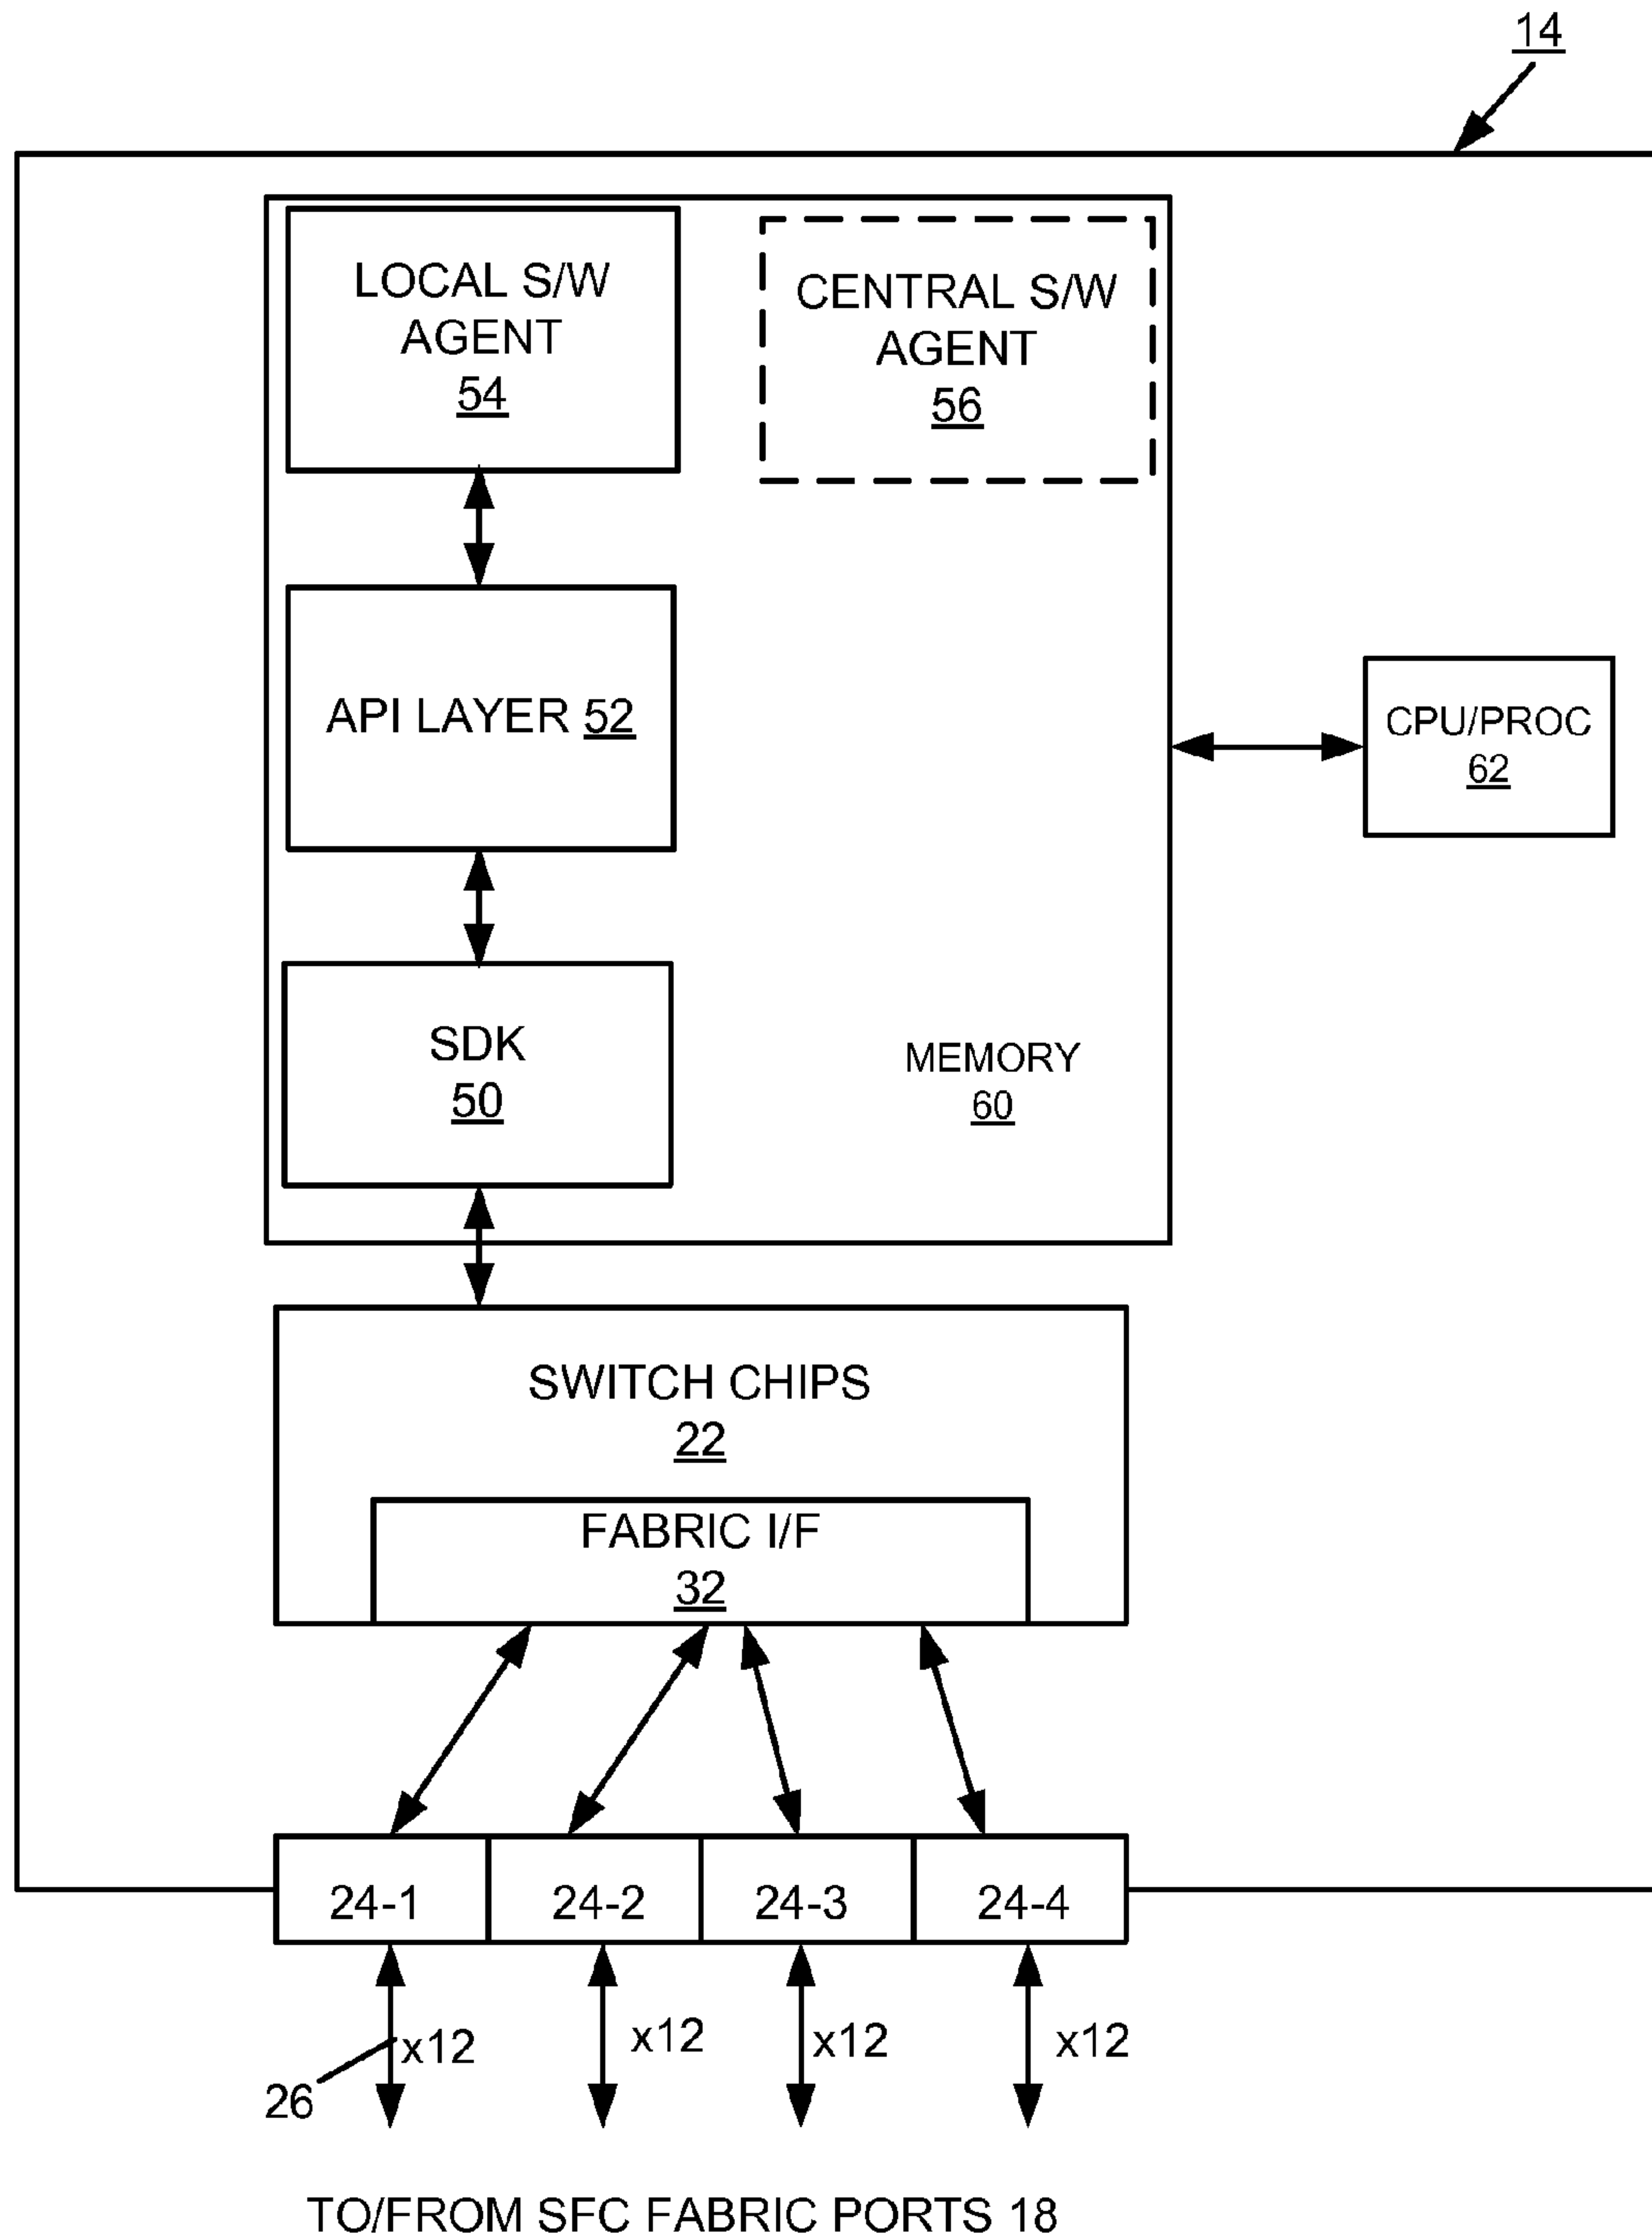 14
LOCAL S/W
AGENT
54
CENTRAL S/W
AGENT
56
API LAYER 52
CPU/PROC
62
SDK
50
MEMORY
60
SWITCH CHIPS
22
FABRIC I/F
32
24-1
24-2
24-3
24-4
x12
x12
x12
x12
26
TO/FROM SFC FABRIC PORTS 18